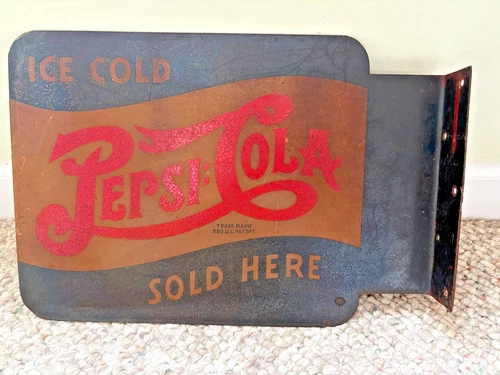 ICE COLD
PEPSI:COLA
TRADE MARK
REG. U.S. PAT. OFF.
SOLD HERE